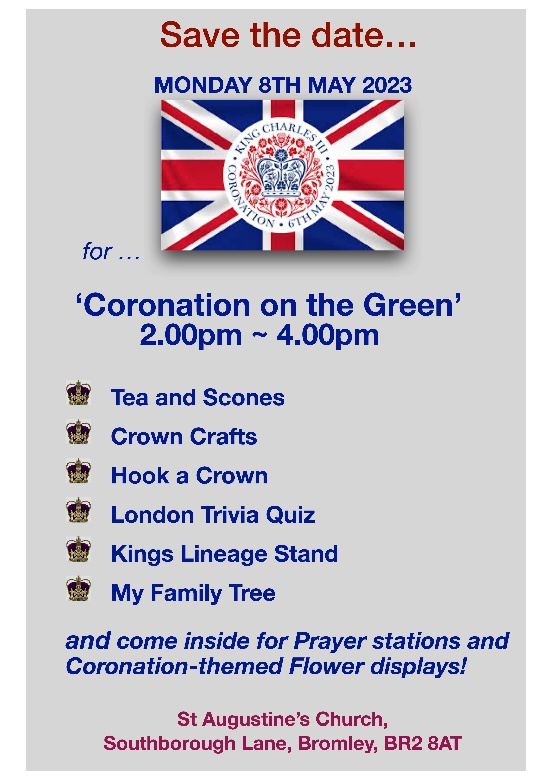 Save the date…
MONDAY 8TH MAY 2023
• KING CHARLES III •
CORONATION • 6TH MAY 2023
for …
‘Coronation on the Green’
2.00pm ~ 4.00pm
Tea and Scones
Crown Crafts
Hook a Crown
London Trivia Quiz
Kings Lineage Stand
My Family Tree
and come inside for Prayer stations and
Coronation-themed Flower displays!
St Augustine’s Church,
Southborough Lane, Bromley, BR2 8AT